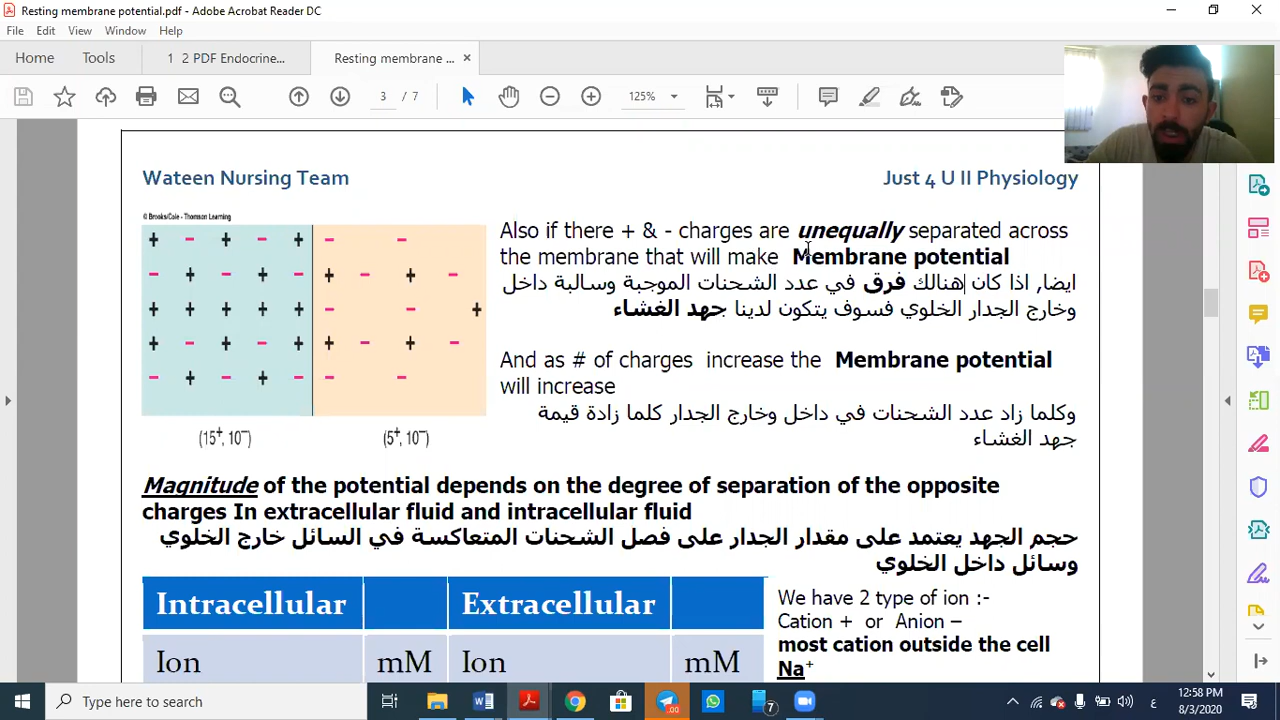 Resting membrane potential.pdf - Adobe Acrobat Reader DC
File Edit View Window Help
Home Tools 1 2 PDF Endocrine... Resting membrane ...
3 / 7 125%
Wateen Nursing Team Just 4 U II Physiology
© Brooks/Cole - Thomson Learning
Also if there + & - charges are unequally separated across
the membrane that will make Membrane potential
ايضا, اذا كان هنالك فرق في عدد الشحنات الموجبة وسالبة داخل
وخارج الجدار الخلوي فسوف يتكون لدينا جهد الغشاء
And as # of charges increase the Membrane potential
will increase
وكلما زاد عدد الشحنات في داخل وخارج الجدار كلما زادة قيمة
جهد الغشاء
(15+, 10−) (5+, 10−)
Magnitude of the potential depends on the degree of separation of the opposite
charges In extracellular fluid and intracellular fluid
حجم الجهد يعتمد على مقدار الجدار على فصل الشحنات المتعاكسة في السائل خارج الخلوي
وسائل داخل الخلوي
Intracellular Extracellular
Ion mM Ion mM
We have 2 type of ion :-
Cation + or Anion –
most cation outside the cell
Na+
Type here to search
7
ع
12:58 PM
8/3/2020